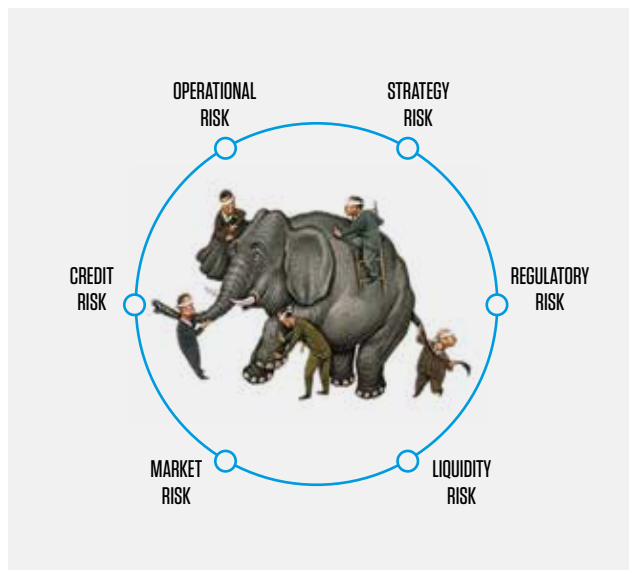 OPERATIONAL
RISK
STRATEGY
RISK
CREDIT
RISK
REGULATORY
RISK
MARKET
RISK
LIQUIDITY
RISK